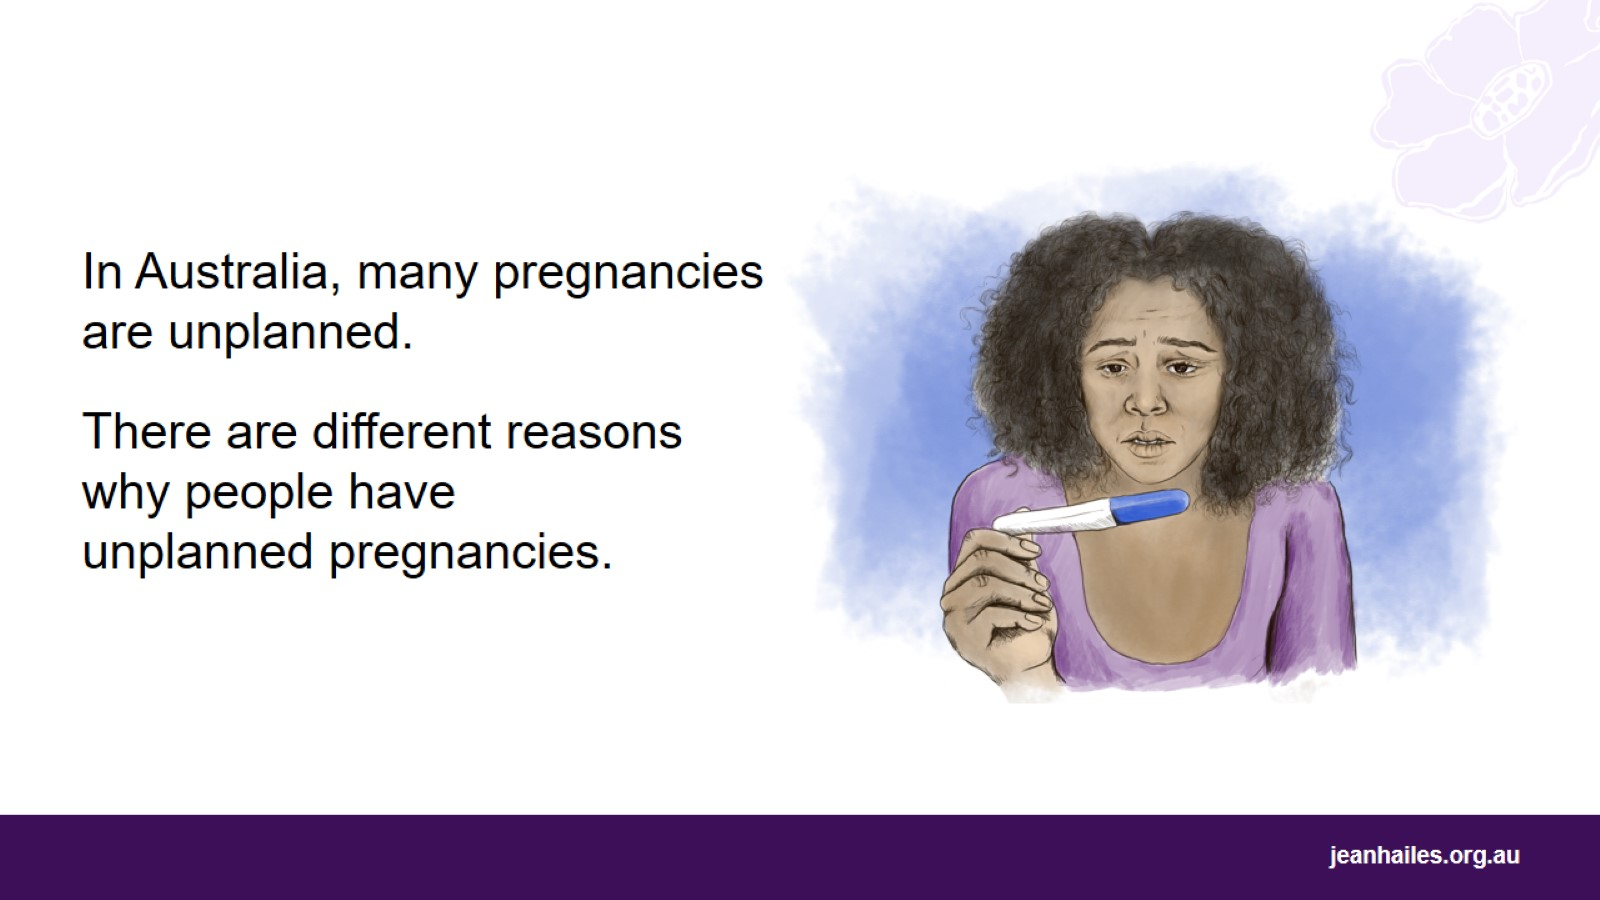 In Australia, many pregnancies
are unplanned.
There are different reasons
why people have
unplanned pregnancies.
jeanhailes.org.au